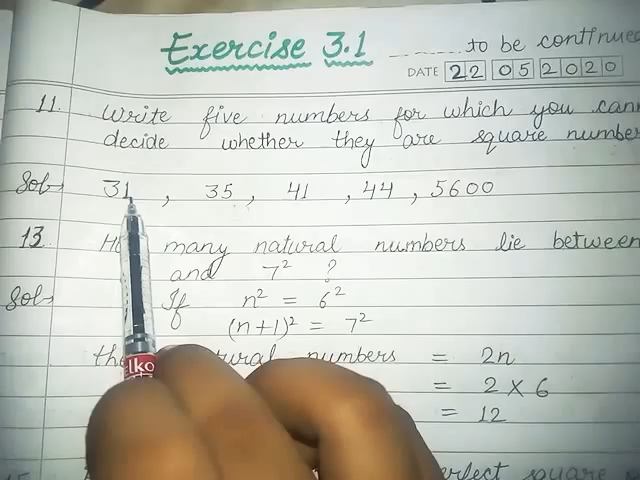 Exercise 3.1 ........ to be continued
DATE 22 05 2020
11. Write five numbers for which you cann
decide whether they are square number
Sol 31, 35, 41, 44, 5600
13. many natural numbers lie between
and 7² ?
Sol If n² = 6²
(n+1)² = 7²
numbers = 2n
= 2 × 6
= 12
lko
square